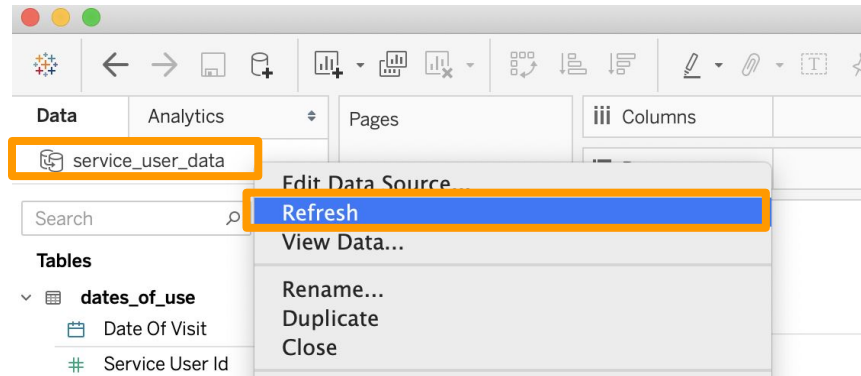 Data
Analytics
Pages
Columns
service_user_data
Edit Data Source...
Search
Refresh
View Data...
Tables
Rename...
dates_of_use
Duplicate
Date Of Visit
Close
Service User Id